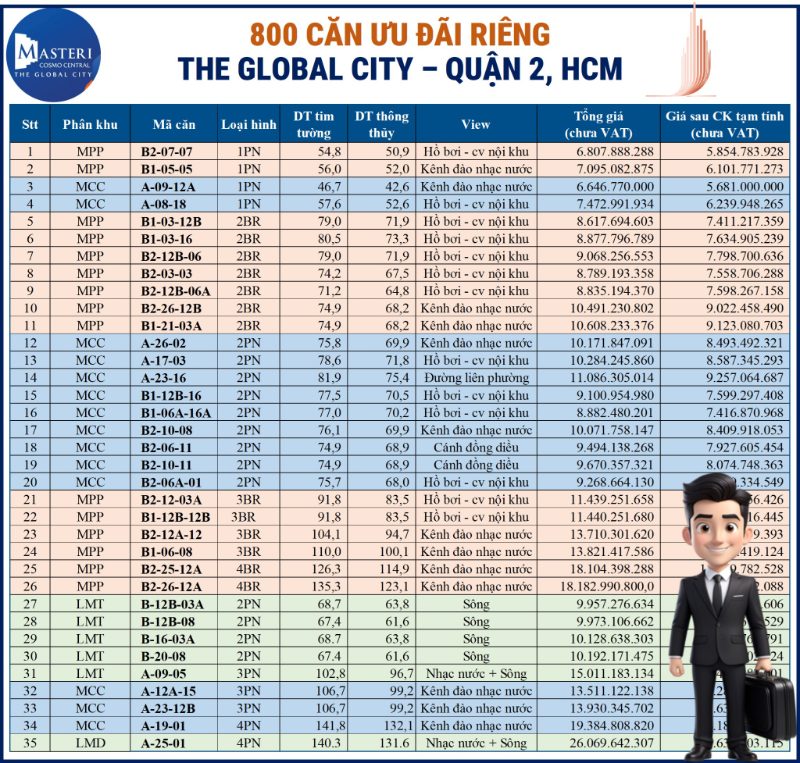 MASTERI
COSMO CENTRAL
THE GLOBAL CITY
800 CĂN ƯU ĐÃI RIÊNG
THE GLOBAL CITY – QUẬN 2, HCM
Stt Phân khu Mã căn Loại hình DT tim tường DT thông thủy View Tổng giá (chưa VAT) Giá sau CK tạm tính (chưa VAT)
1 MPP B2-07-07 1PN 54,8 50,9 Hồ bơi - cv nội khu 6.807.888.288 5.854.783.928
2 MPP B1-05-05 1PN 56,0 52,0 Kênh đào nhạc nước 7.095.082.875 6.101.771.273
3 MCC A-09-12A 1PN 46,7 42,6 Kênh đào nhạc nước 6.646.770.000 5.681.000.000
4 MCC A-08-18 1PN 57,6 52,6 Hồ bơi - cv nội khu 7.472.991.934 6.239.948.265
5 MPP B1-03-12B 2BR 79,0 71,9 Hồ bơi - cv nội khu 8.617.694.603 7.411.217.359
6 MPP B1-03-16 2BR 80,5 73,3 Hồ bơi - cv nội khu 8.877.796.789 7.634.905.239
7 MPP B2-12B-06 2BR 79,0 71,9 Hồ bơi - cv nội khu 9.068.256.553 7.798.700.636
8 MPP B2-03-03 2BR 74,2 67,5 Hồ bơi - cv nội khu 8.789.193.358 7.558.706.288
9 MPP B2-12B-06A 2BR 71,2 64,8 Hồ bơi - cv nội khu 8.835.194.370 7.598.267.158
10 MPP B2-26-12B 2BR 74,9 68,2 Kênh đào nhạc nước 10.491.230.802 9.022.458.490
11 MPP B1-21-03A 2BR 74,9 68,2 Kênh đào nhạc nước 10.608.233.376 9.123.080.703
12 MCC A-26-02 2PN 75,8 69,9 Kênh đào nhạc nước 10.171.847.091 8.493.492.321
13 MCC A-17-03 2PN 78,6 71,8 Hồ bơi - cv nội khu 10.284.245.860 8.587.345.293
14 MCC A-23-16 2PN 81,9 75,4 Đường liên phường 11.086.305.014 9.257.064.687
15 MCC B1-12B-16 2PN 77,5 70,5 Hồ bơi - cv nội khu 9.100.954.980 7.599.297.408
16 MCC B1-06A-16A 2PN 77,0 70,2 Hồ bơi - cv nội khu 8.882.480.201 7.416.870.968
17 MCC B2-10-08 2PN 76,1 69,9 Kênh đào nhạc nước 10.071.758.147 8.409.918.053
18 MCC B2-06-11 2PN 74,9 68,9 Cánh đồng diều 9.494.138.268 7.927.605.454
19 MCC B2-10-11 2PN 74,9 68,9 Cánh đồng diều 9.670.357.321 8.074.748.363
20 MCC B2-06A-01 2PN 75,7 68,0 Hồ bơi - cv nội khu 9.268.664.130
21 MPP B2-12-03A 3BR 91,8 83,5 Hồ bơi - cv nội khu 11.439.251.658
22 MPP B1-12B-12B 3BR 91,8 83,5 Hồ bơi - cv nội khu 11.440.251.680
23 MPP B2-12A-12 3BR 104,1 94,7 Kênh đào nhạc nước 13.710.301.620
24 MPP B1-06-08 3BR 110,0 100,1 Kênh đào nhạc nước 13.821.417.586
25 MPP B2-25-12A 4BR 126,3 114,9 Kênh đào nhạc nước 18.104.398.288
26 MPP B2-26-12A 4BR 135,3 123,1 Kênh đào nhạc nước 18.182.990.800,0
27 LMT B-12B-03A 2PN 68,7 63,8 Sông 9.957.276.634
28 LMT B-12B-08 2PN 67,4 61,6 Sông 9.973.106.662
29 LMT B-16-03A 2PN 68.7 63,8 Sông 10.128.638.303
30 LMT B-20-08 2PN 67.4 61,6 Sông 10.192.171.475
31 LMT A-09-05 3PN 102,8 96,7 Nhạc nước + Sông 15.011.183.134
32 MCC A-12A-15 3PN 106,7 99,2 Kênh đào nhạc nước 13.511.122.138
33 MCC A-23-12B 3PN 106,7 99,2 Kênh đào nhạc nước 13.930.345.702
34 MCC A-19-01 4PN 141,8 132,1 Kênh đào nhạc nước 19.384.808.820
35 LMD A-25-01 4PN 140.3 131.6 Nhạc nước + Sông 26.069.642.307